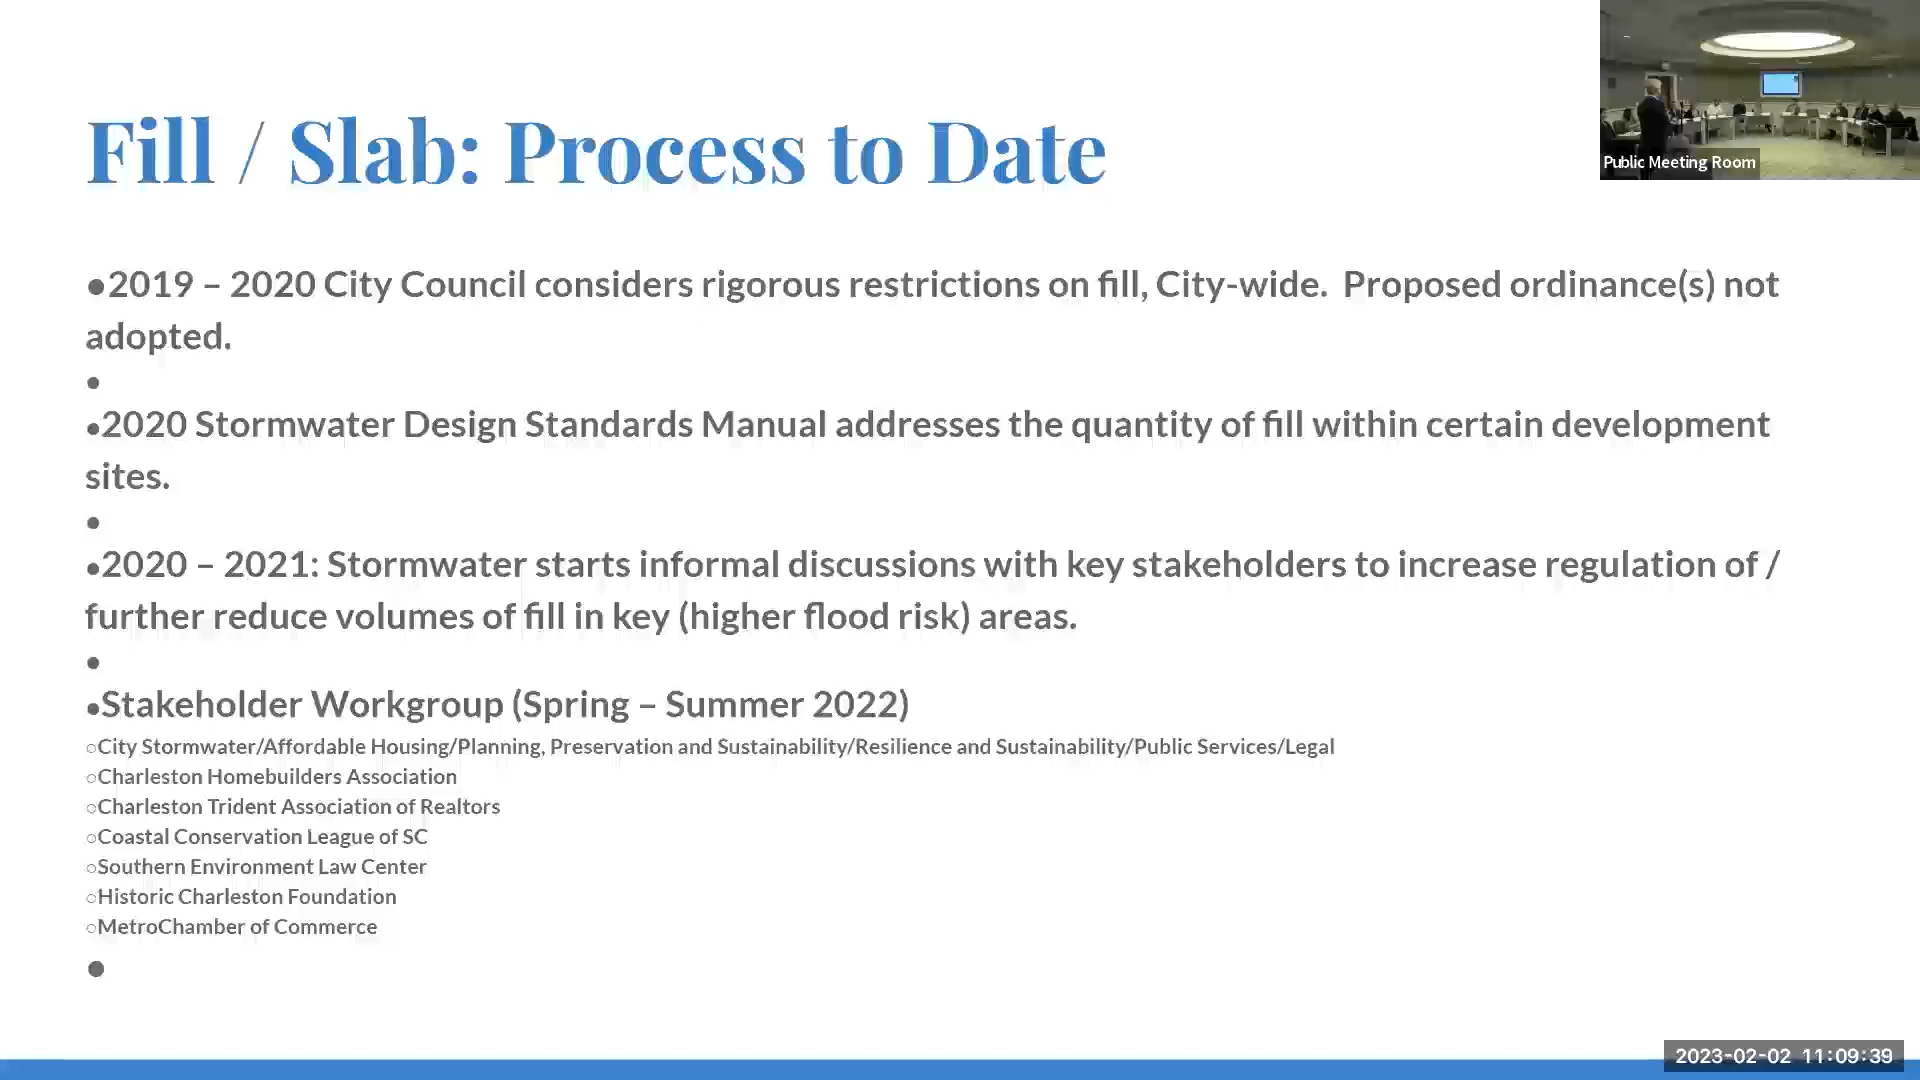 Fill / Slab: Process to Date
Public Meeting Room
•2019 – 2020 City Council considers rigorous restrictions on fill, City-wide.  Proposed ordinance(s) not
adopted.
•
•2020 Stormwater Design Standards Manual addresses the quantity of fill within certain development
sites.
•
•2020 – 2021: Stormwater starts informal discussions with key stakeholders to increase regulation of /
further reduce volumes of fill in key (higher flood risk) areas.
•
•Stakeholder Workgroup (Spring – Summer 2022)
○City Stormwater/Affordable Housing/Planning, Preservation and Sustainability/Resilience and Sustainability/Public Services/Legal
○Charleston Homebuilders Association
○Charleston Trident Association of Realtors
○Coastal Conservation League of SC
○Southern Environment Law Center
○Historic Charleston Foundation
○MetroChamber of Commerce
•
2023-02-02 11:09:39